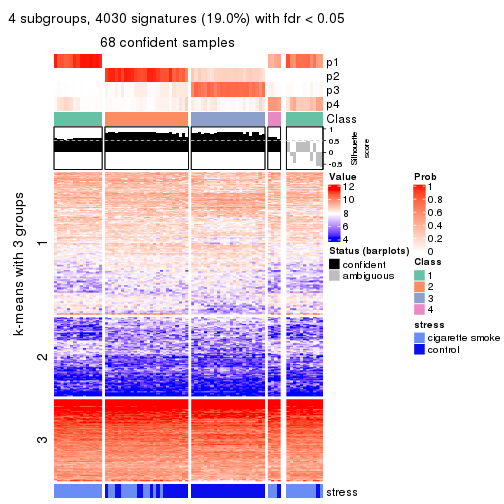 4 subgroups, 4030 signatures (19.0%) with fdr < 0.05
68 confident samples
p1
p2
p3
p4
Class
1
0.5
0
-0.5
Silhouette
score
k-means with 3 groups
1
2
3
stress
Value
12
10
8
6
4
Status (barplots)
confident
ambiguous
Prob
1
0.8
0.6
0.4
0.2
0
Class
1
2
3
4
stress
cigarette smoke
control